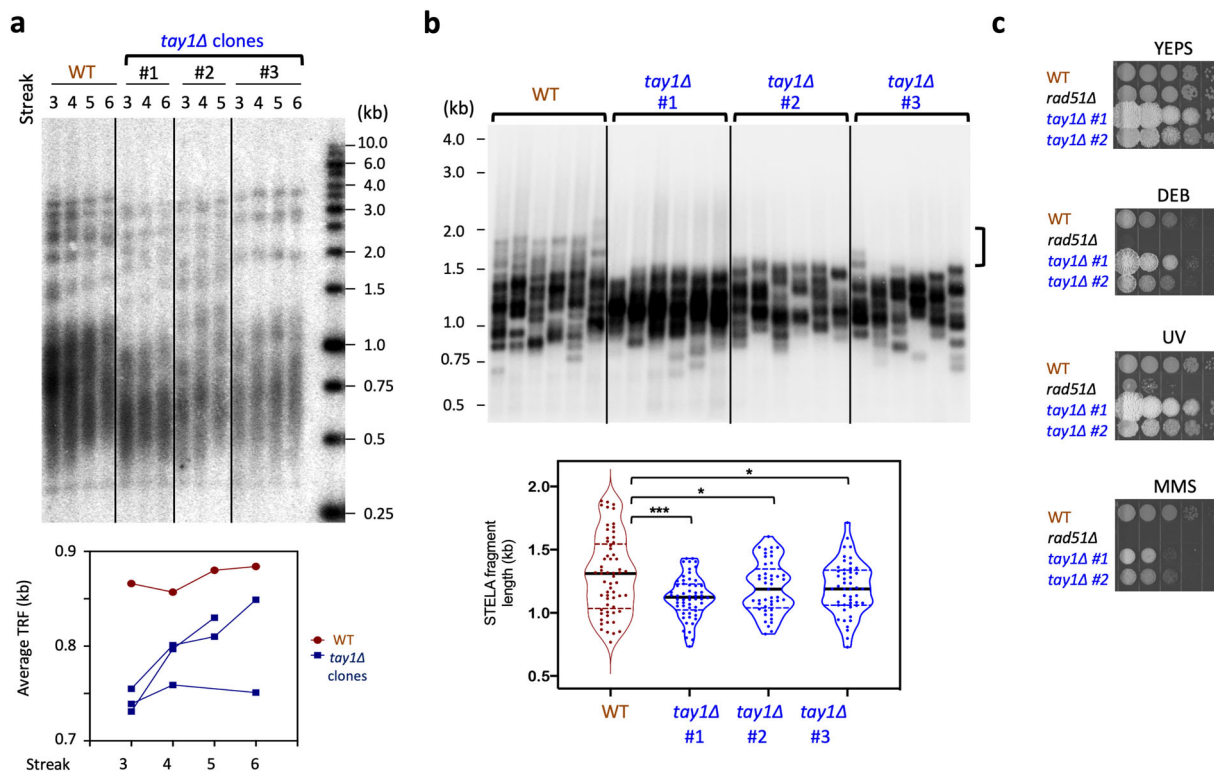 a
tay1Δ clones
WT #1 #2 #3
Streak
3 4 5 6 3 4 5 3 4 5 3 4 5 6
(kb)
10.0
6.0
4.0
3.0
2.0
1.5
1.0
0.75
0.5
0.25
Average TRF (kb)
0.9
0.8
0.7
Streak 3 4 5 6
WT
tay1Δ
clones
b
(kb)
WT
tay1Δ
#1
tay1Δ
#2
tay1Δ
#3
4.0
3.0
2.0
1.5
1.0
0.75
0.5
STELA fragment
length (kb)
2.0
1.5
1.0
0.5
***
*
*
WT
tay1Δ
#1
tay1Δ
#2
tay1Δ
#3
c
YEPS
WT
rad51Δ
tay1Δ #1
tay1Δ #2
DEB
WT
rad51Δ
tay1Δ #1
tay1Δ #2
UV
WT
rad51Δ
tay1Δ #1
tay1Δ #2
MMS
WT
rad51Δ
tay1Δ #1
tay1Δ #2